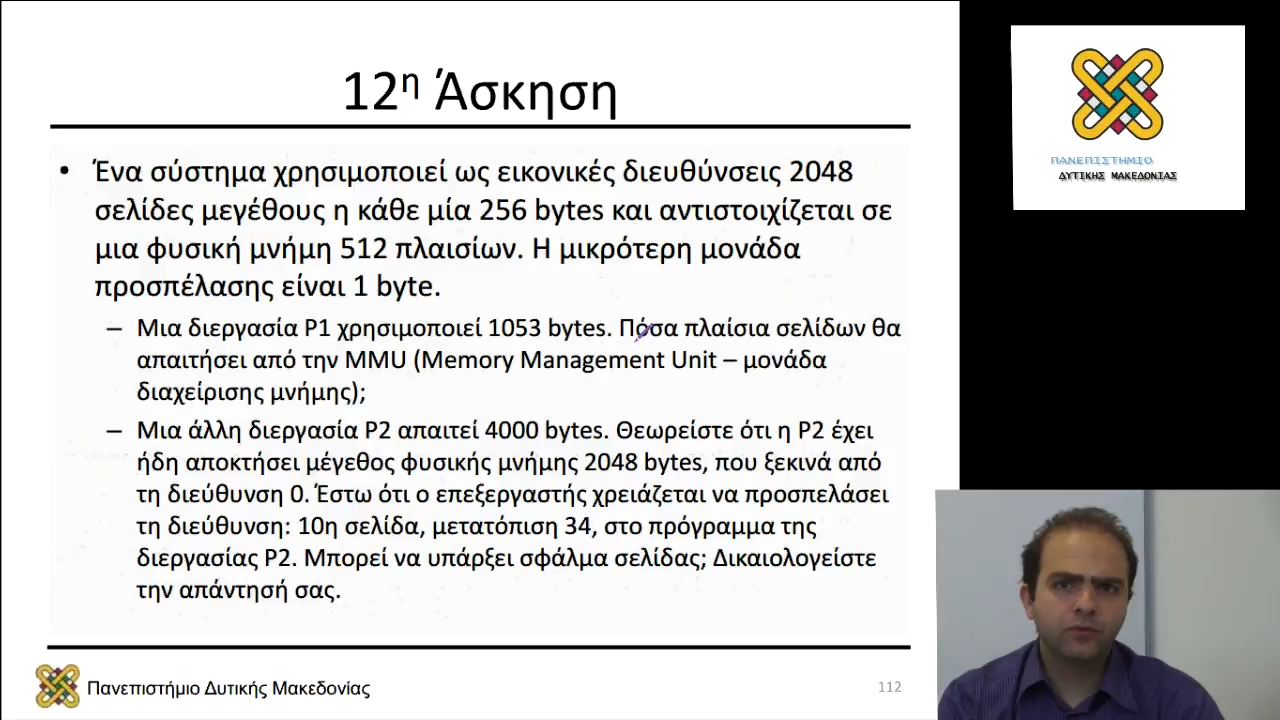 12η Άσκηση
• Ένα σύστημα χρησιμοποιεί ως εικονικές διευθύνσεις 2048
σελίδες μεγέθους η κάθε μία 256 bytes και αντιστοιχίζεται σε
μια φυσική μνήμη 512 πλαισίων. Η μικρότερη μονάδα
προσπέλασης είναι 1 byte.
– Μια διεργασία P1 χρησιμοποιεί 1053 bytes. Πόσα πλαίσια σελίδων θα
απαιτήσει από την MMU (Memory Management Unit – μονάδα
διαχείρισης μνήμης);
– Μια άλλη διεργασία P2 απαιτεί 4000 bytes. Θεωρείστε ότι η P2 έχει
ήδη αποκτήσει μέγεθος φυσικής μνήμης 2048 bytes, που ξεκινά από
τη διεύθυνση 0. Έστω ότι ο επεξεργαστής χρειάζεται να προσπελάσει
τη διεύθυνση: 10η σελίδα, μετατόπιση 34, στο πρόγραμμα της
διεργασίας P2. Μπορεί να υπάρξει σφάλμα σελίδας; Δικαιολογείστε
την απάντησή σας.
Πανεπιστήμιο Δυτικής Μακεδονίας
112
ΠΑΝΕΠΙΣΤΗΜΙΟ
ΔΥΤΙΚΗΣ ΜΑΚΕΔΟΝΙΑΣ